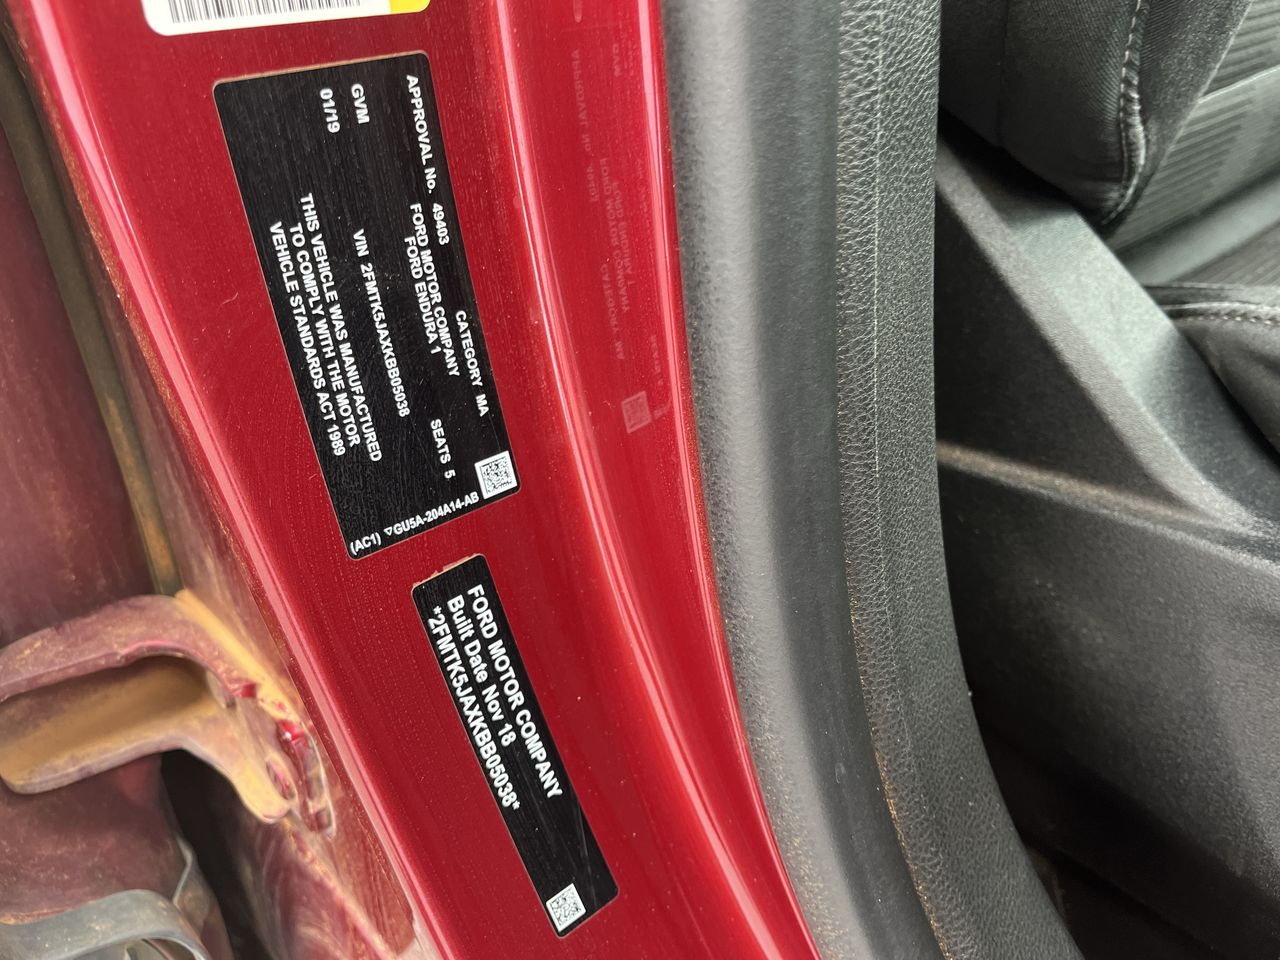 APPROVAL No. 49403 CATEGORY MA
FORD MOTOR COMPANY
FORD ENDURA 1 SEATS 5
GVM
01/19 VIN 2FMTK5JAXKBB05038
THIS VEHICLE WAS MANUFACTURED
TO COMPLY WITH THE MOTOR
VEHICLE STANDARDS ACT 1989
(AC1) GU5A-204A14-AB
FORD MOTOR COMPANY
Built Date Nov 18
*2FMTK5JAXKBB05038*